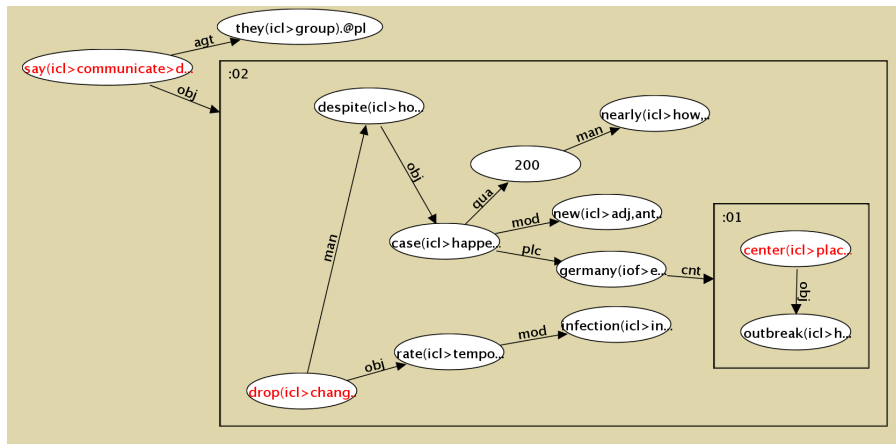 they(icl>group).@pl
agt
say(icl>communicate>d...
obj
:02
despite(icl>ho...
nearly(icl>how,..
man
obj
200
qua
man
new(icl>adj,ant..
mod
:01
case(icl>happe...
plc
center(icl>plac..
germany(iof>e...
cnt
obj
infection(icl>in...
mod
outbreak(icl>h...
rate(icl>tempo...
obj
drop(icl>chang..